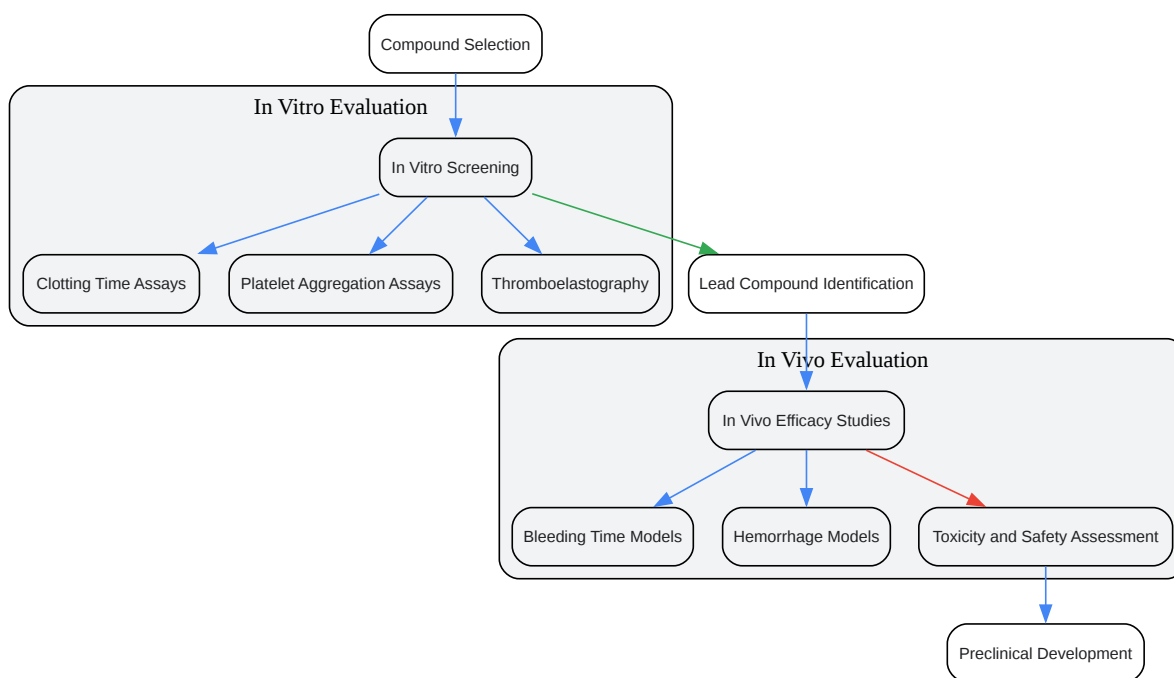 Compound Selection
In Vitro Evaluation
In Vitro Screening
Clotting Time Assays
Platelet Aggregation Assays
Thromboelastography
Lead Compound Identification
In Vivo Evaluation
In Vivo Efficacy Studies
Bleeding Time Models
Hemorrhage Models
Toxicity and Safety Assessment
Preclinical Development